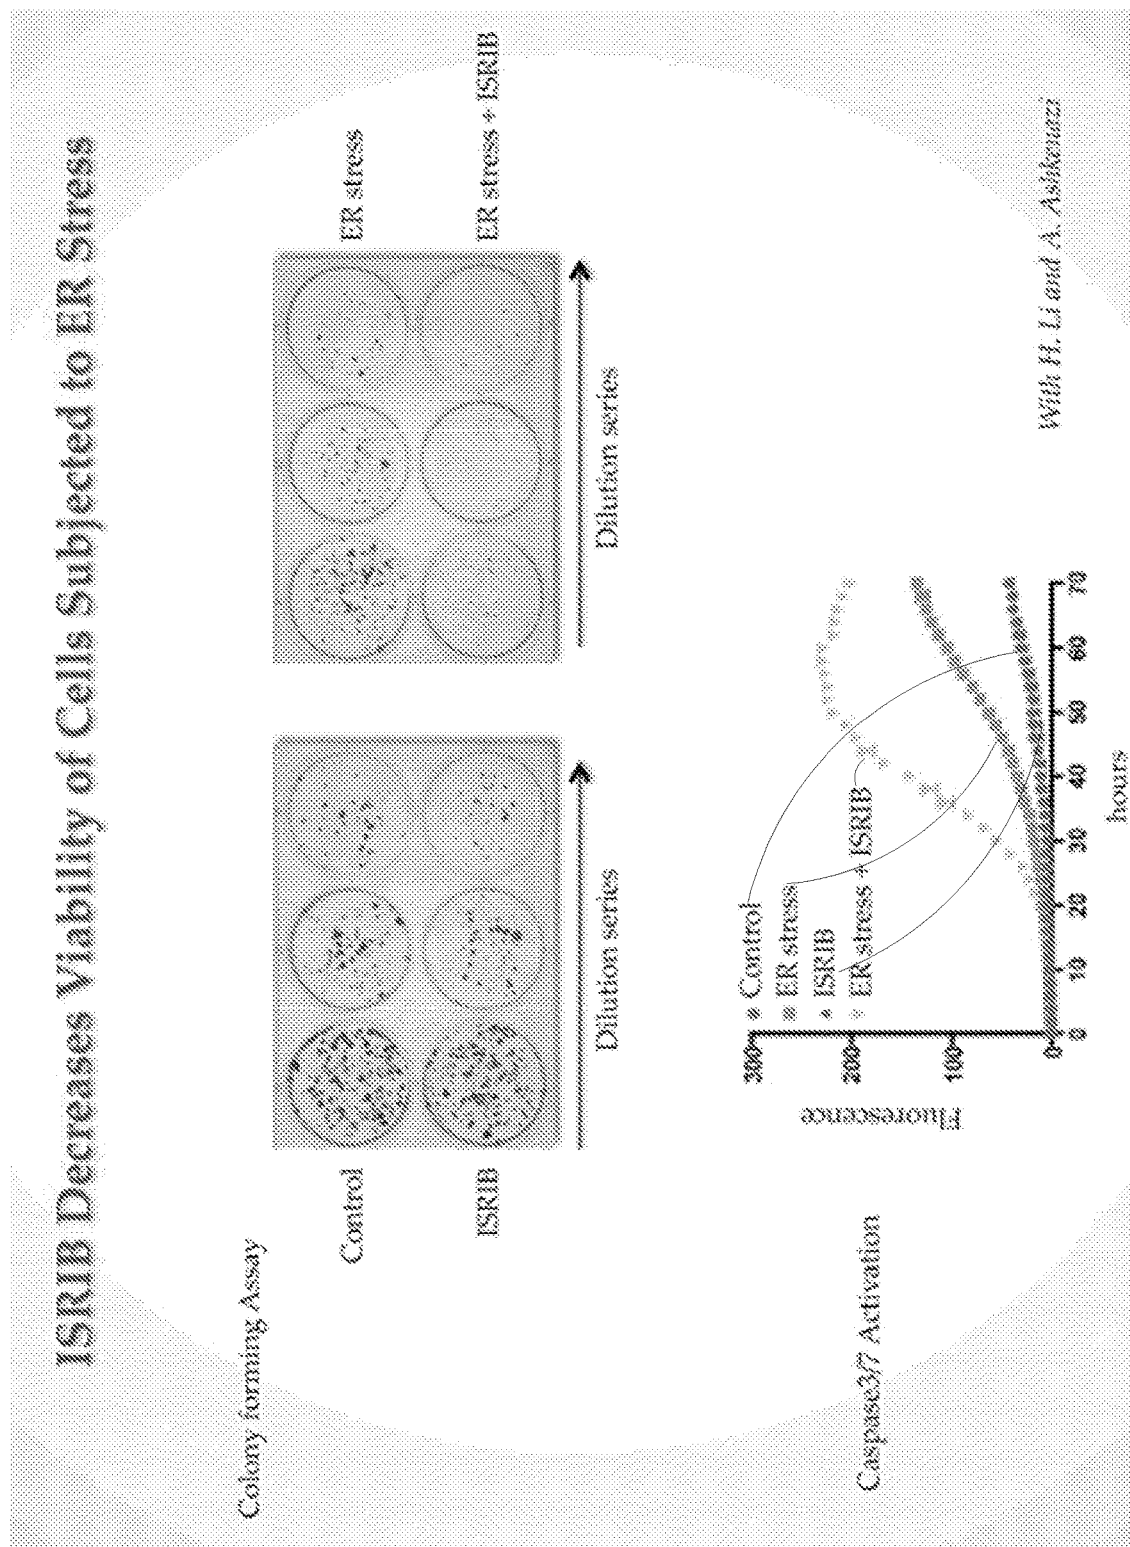 ISRIB Decreases Viability of Cells Subjected to ER Stress
Colony forming Assay
Control
ISRIB
ER stress
ER stress + ISRIB
Dilution series
Dilution series
Caspase3/7 Activation
Fluorescence
300
200
100
0
Control
ER stress
ISRIB
ER stress + ISRIB
0 10 20 30 40 50 60 70
hours
With H. Li and A. Ashkenazi